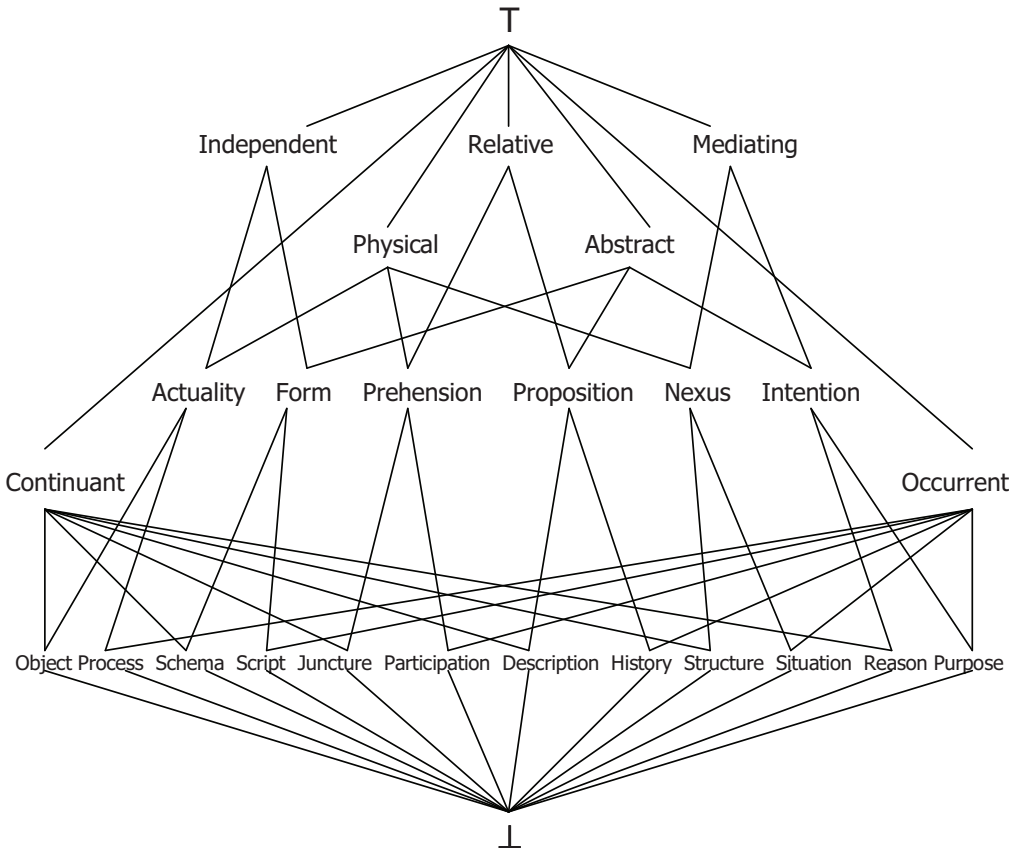 T
Independent Relative Mediating
Physical Abstract
Actuality Form Prehension Proposition Nexus Intention
Continuant Occurrent
Object Process Schema Script Juncture Participation Description History Structure Situation Reason Purpose
⊥